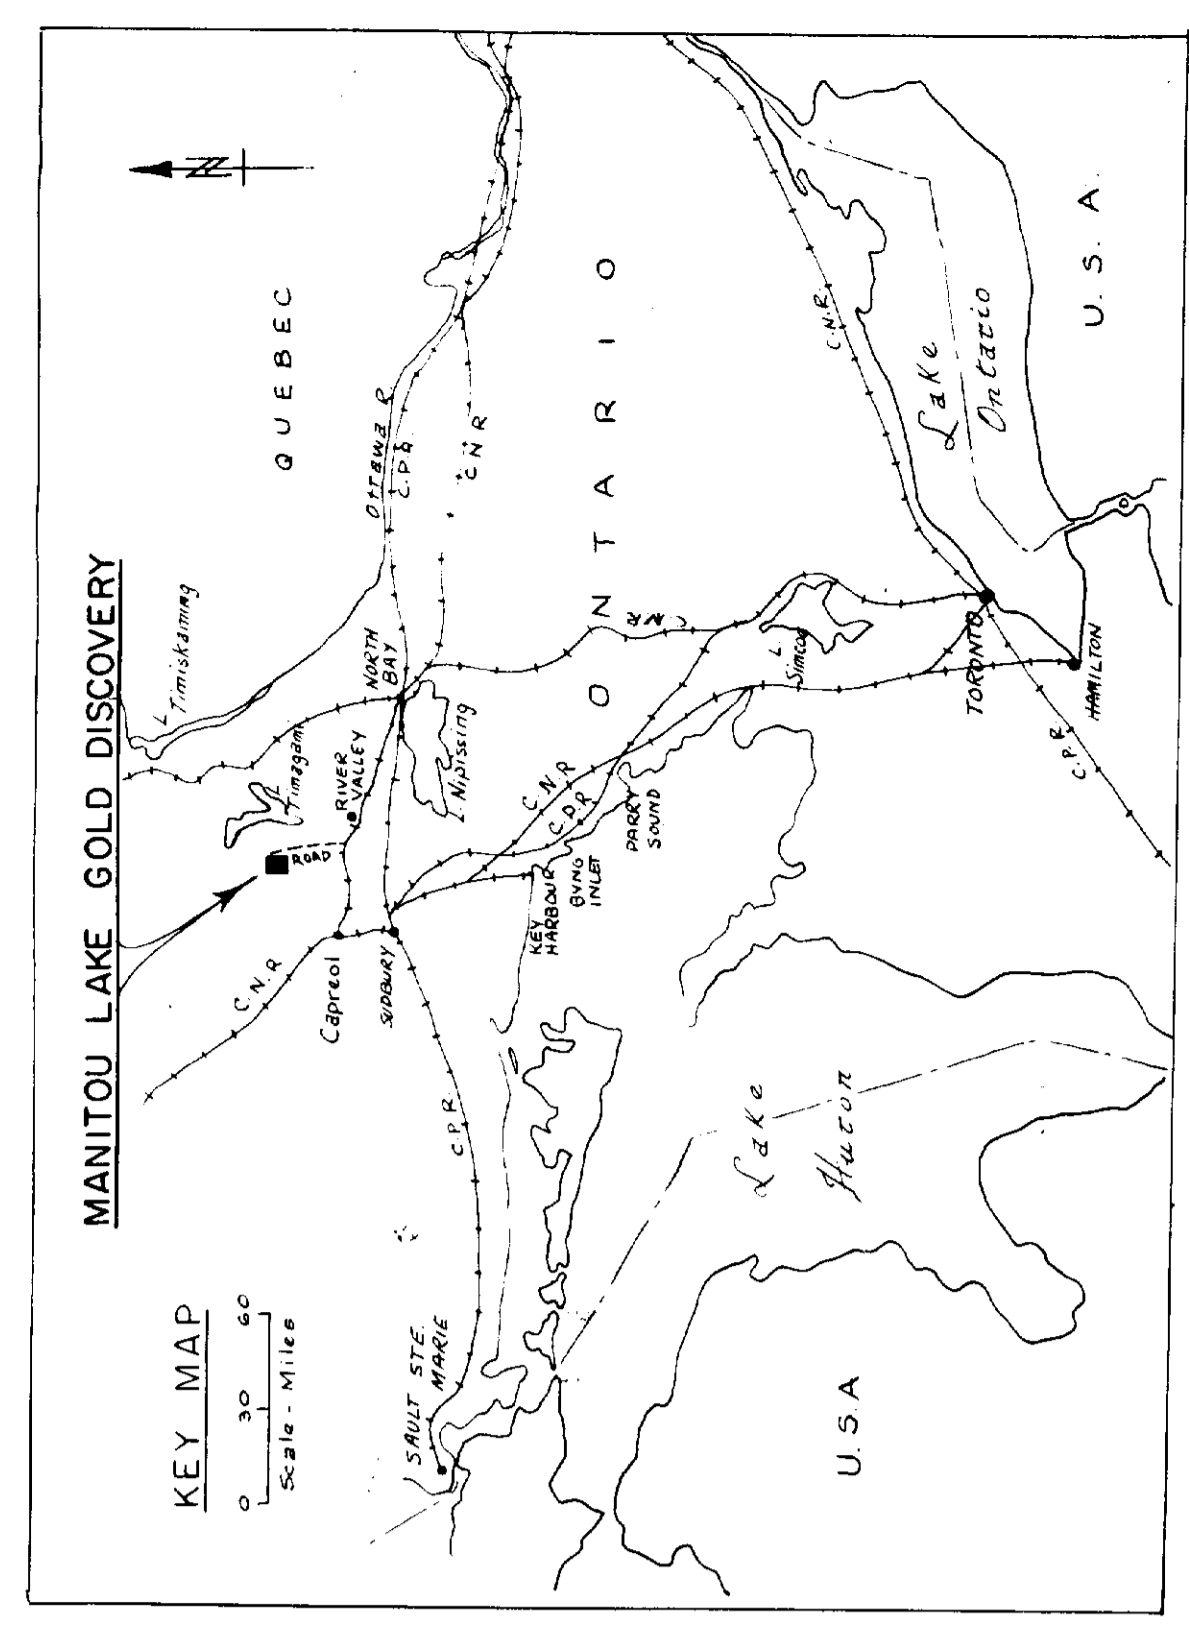 MANITOU LAKE GOLD DISCOVERY
KEY MAP
0 30 60
Scale - Miles
QUEBEC
L
Timiskaming
L
Timagami
ROAD
RIVER
VALLEY
NORTH
BAY
OTTAWA R.
C.P.R.
C N R
C.N.R
Capreol
SUDBURY
L. Nipissing
C.P.R.
SAULT STE.
MARIE
KEY
HARBOUR
BYNG
INLET
C.N.R
C.P.R
PARRY
SOUND
ONTARIO
C.N.R.
L.
Simcoe
TORONTO
HAMILTON
C.P.R.
Lake
Ontario
U. S. A.
Lake
Huron
U.S.A